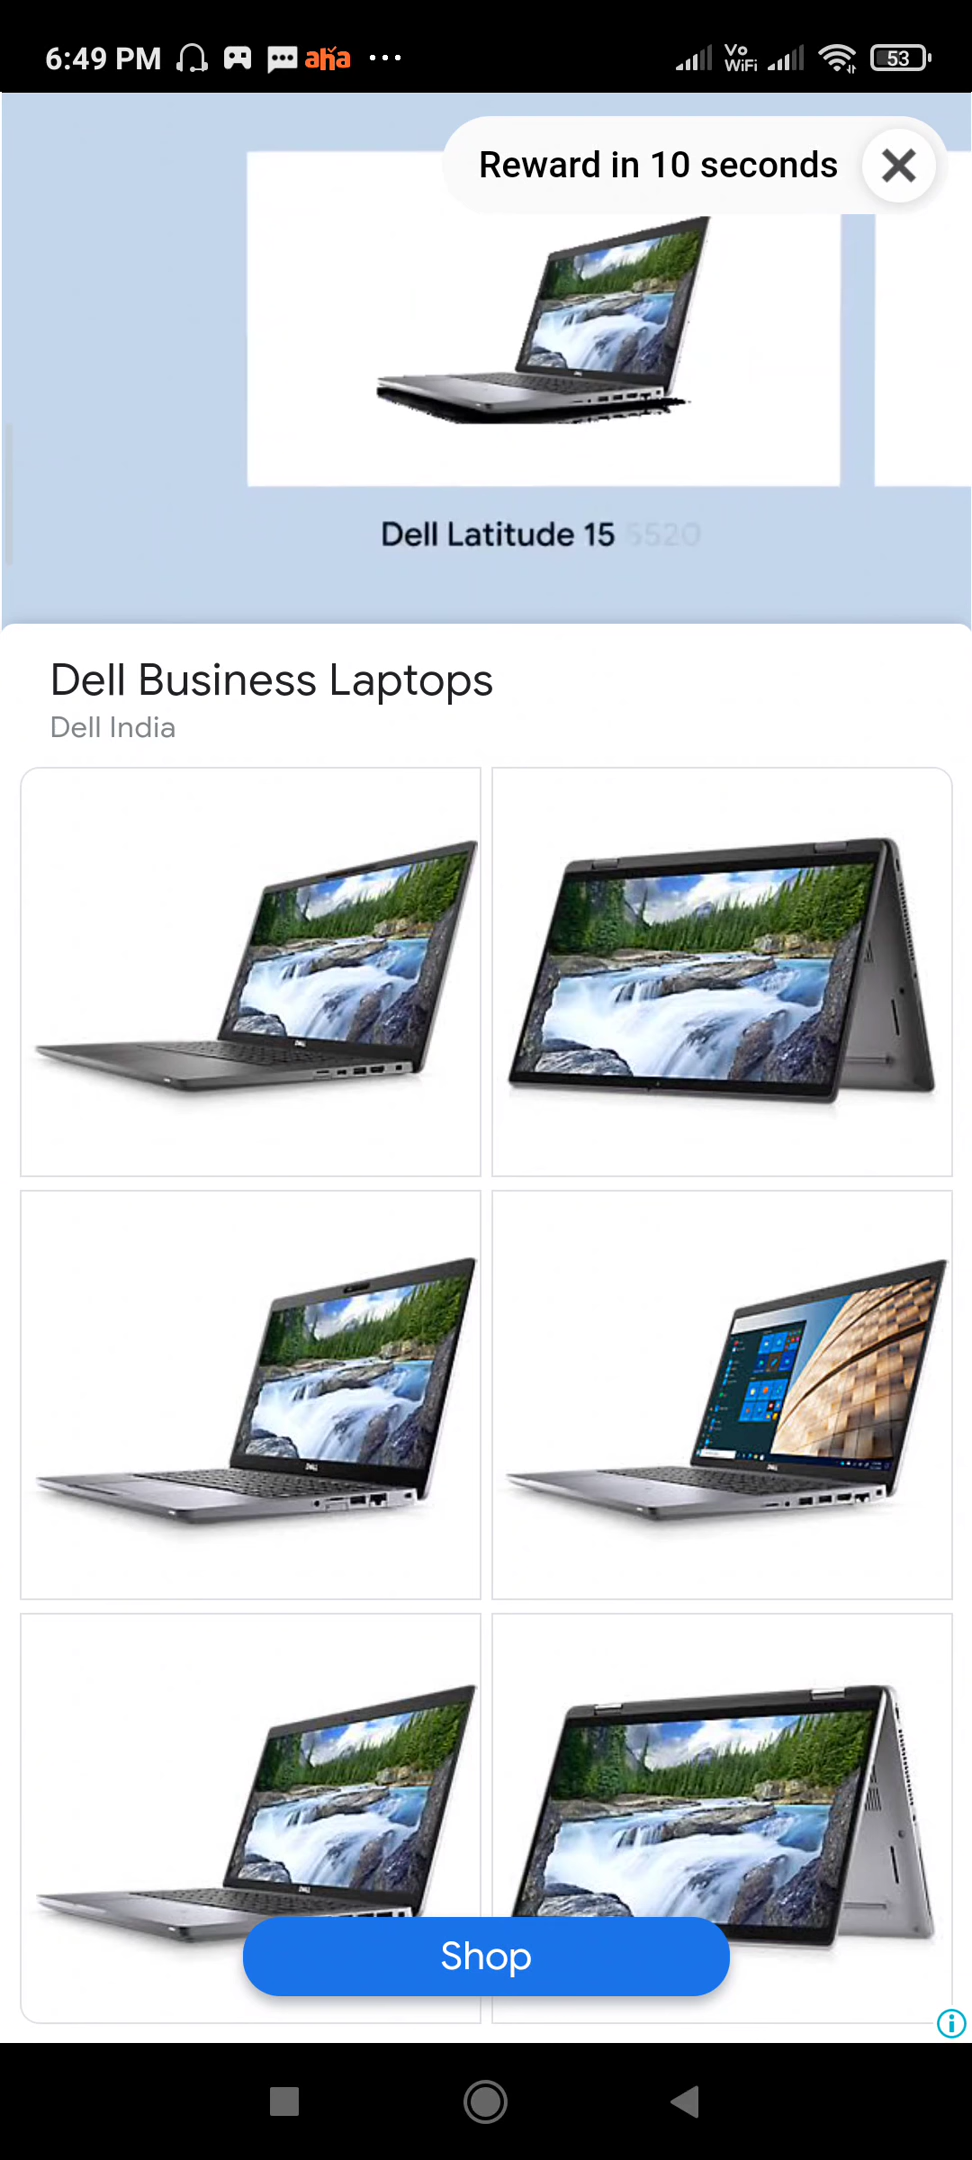 6:49 PM aha ... Vo WiFi 53
Reward in 10 seconds
Dell Latitude 15 5520
Dell Business Laptops
Dell India
Shop